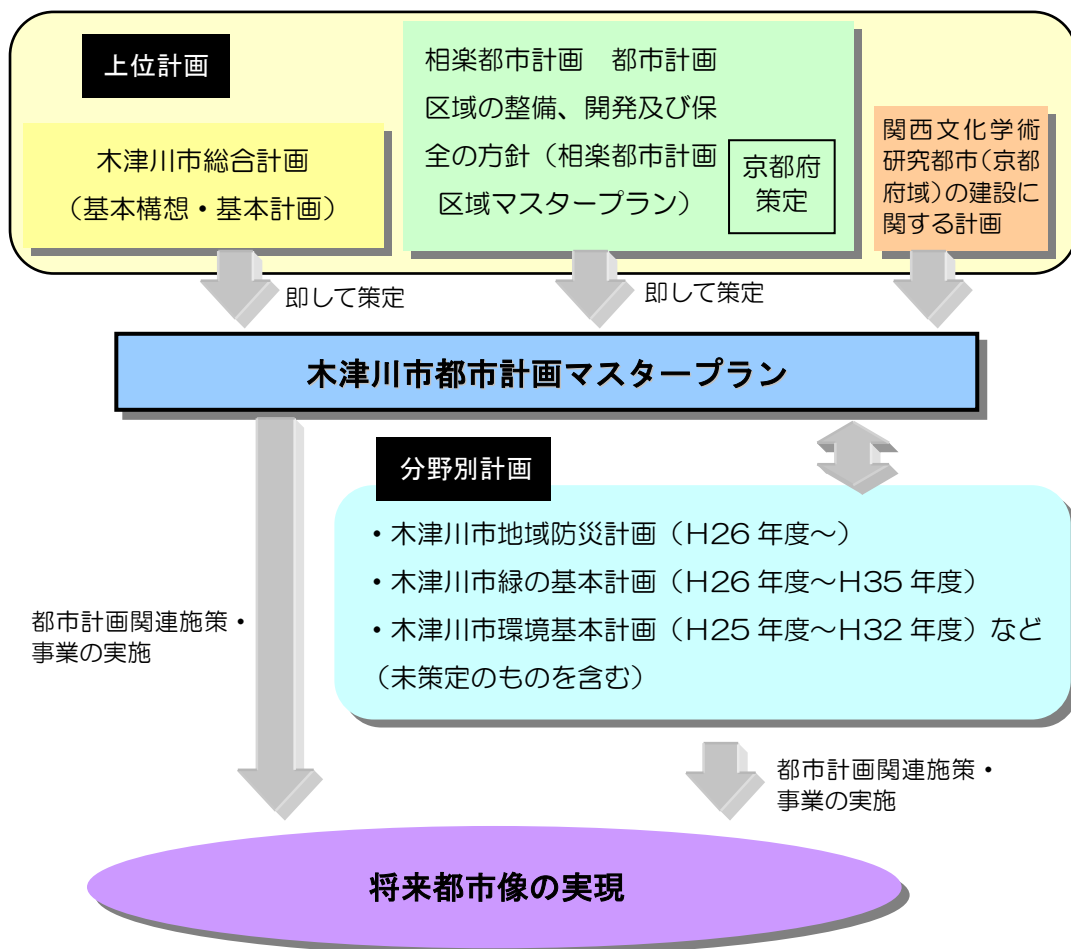 上位計画
木津川市総合計画
（基本構想・基本計画）
相楽都市計画　都市計画
区域の整備、開発及び保
全の方針（相楽都市計画
区域マスタープラン）
京都府
策定
関西文化学術
研究都市（京都
府域）の建設に
関する計画
即して策定
即して策定
木津川市都市計画マスタープラン
分野別計画
・木津川市地域防災計画（H26 年度～）
・木津川市緑の基本計画（H26 年度～H35 年度）
・木津川市環境基本計画（H25 年度～H32 年度）など
（未策定のものを含む）
都市計画関連施策・
事業の実施
都市計画関連施策・
事業の実施
将来都市像の実現